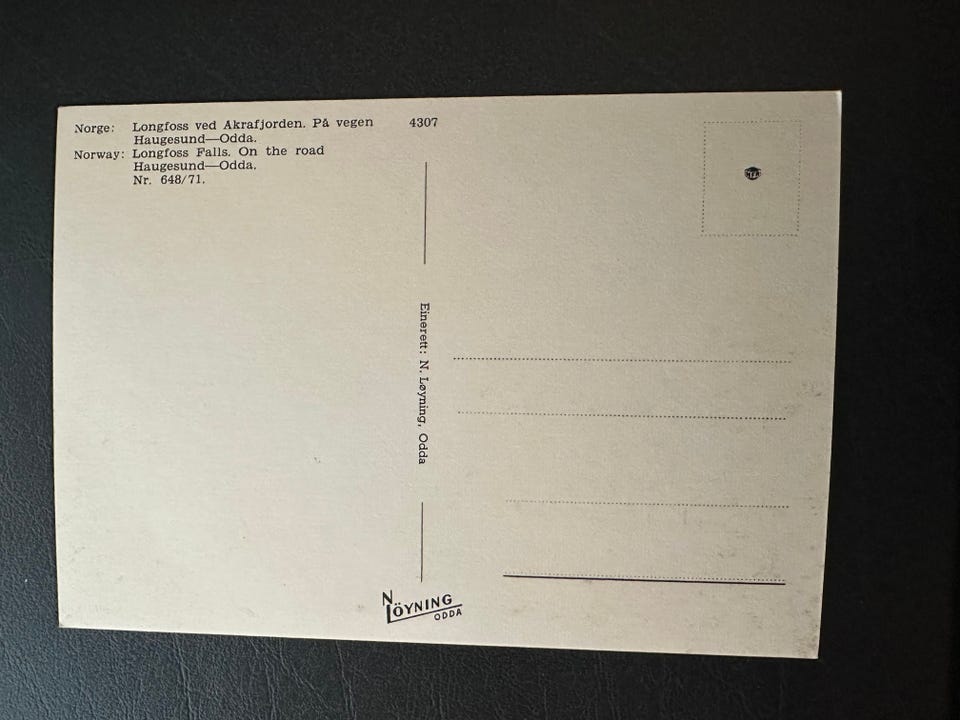 Norge: Longfoss ved Akrafjorden. På vegen
Haugesund—Odda.
Norway: Longfoss Falls. On the road
Haugesund—Odda.
Nr. 648/71.
4307
Einerett: N. Løyning, Odda
N LÖYNING
ODDA